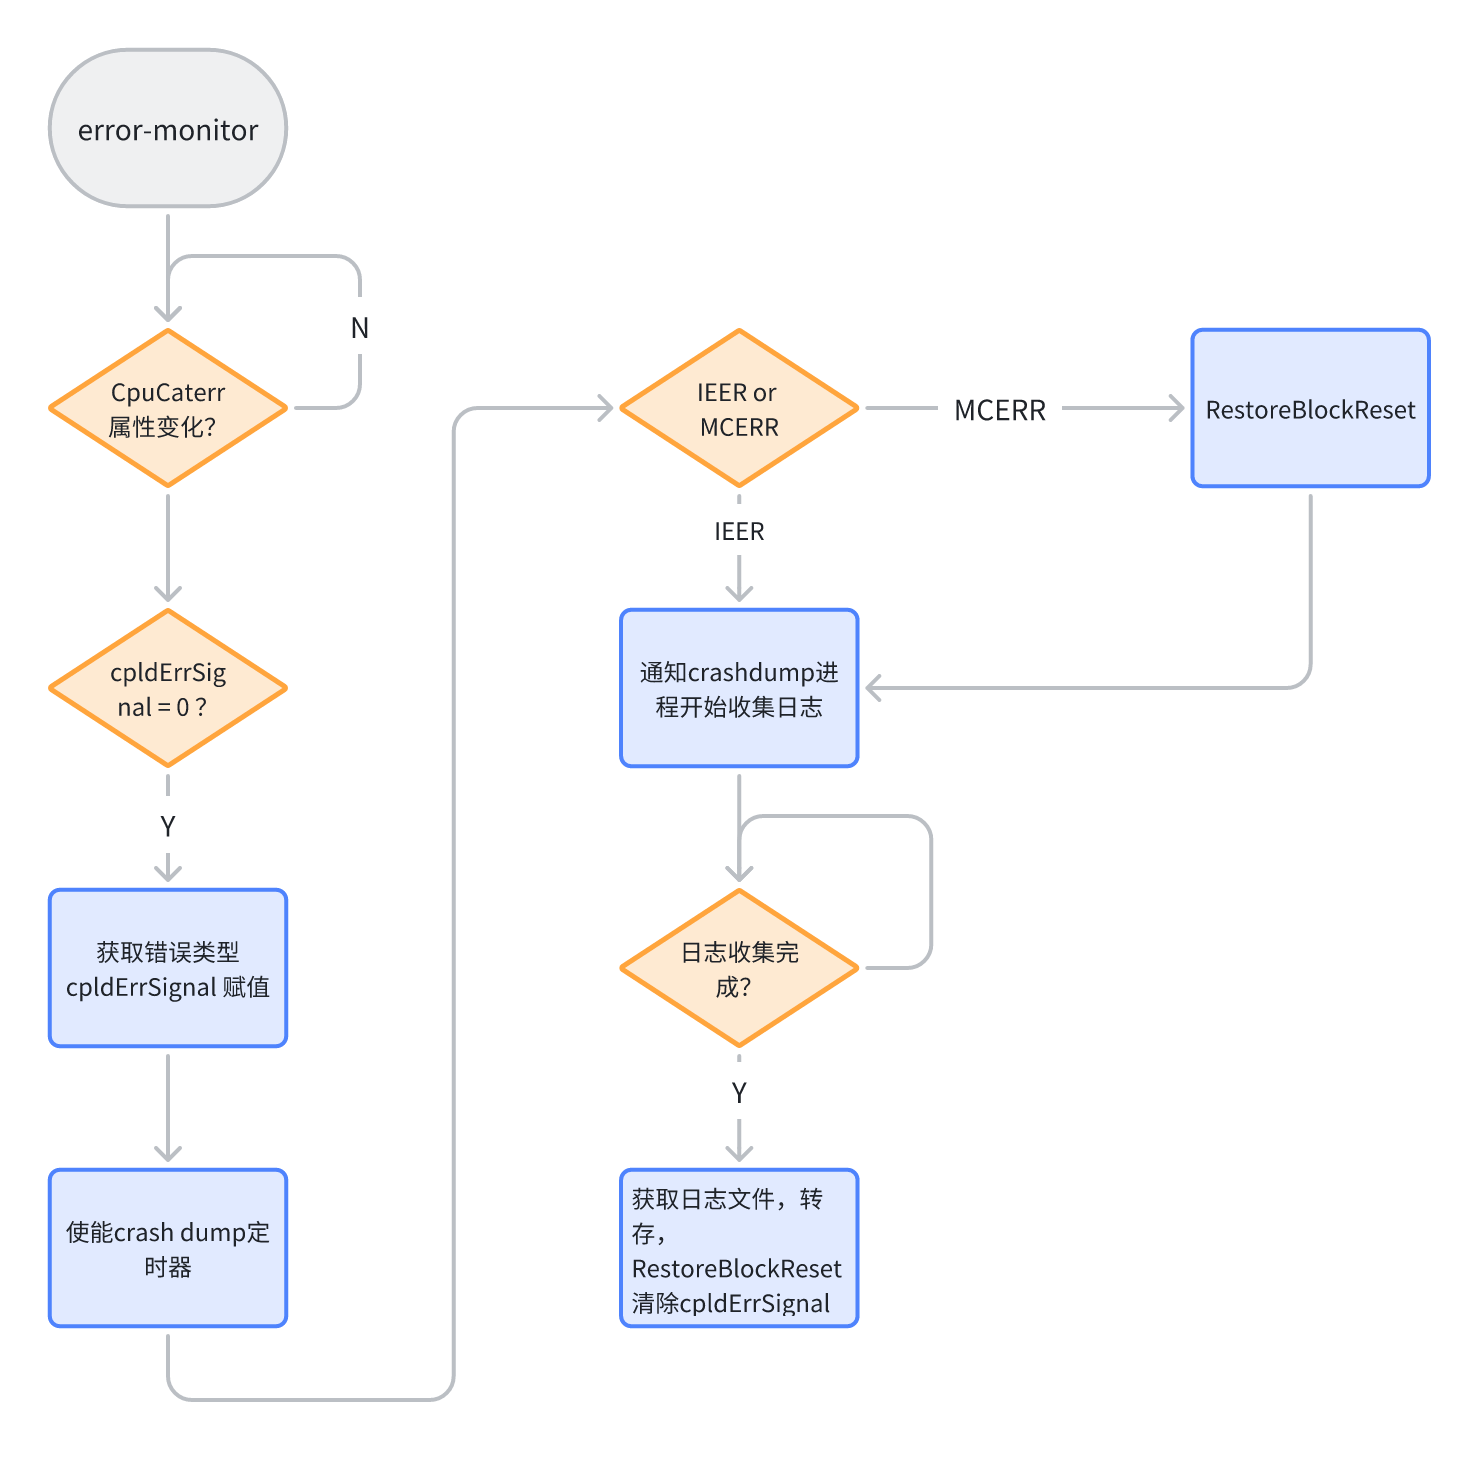 error-monitor
N
CpuCaterr
属性变化？
cpldErrSig
nal = 0 ？
Y
获取错误类型
cpldErrSignal 赋值
使能crash dump定
时器
IEER or
MCERR
MCERR
RestoreBlockReset
IEER
通知crashdump进
程开始收集日志
日志收集完
成？
Y
获取日志文件，转
存，
RestoreBlockReset
清除cpldErrSignal